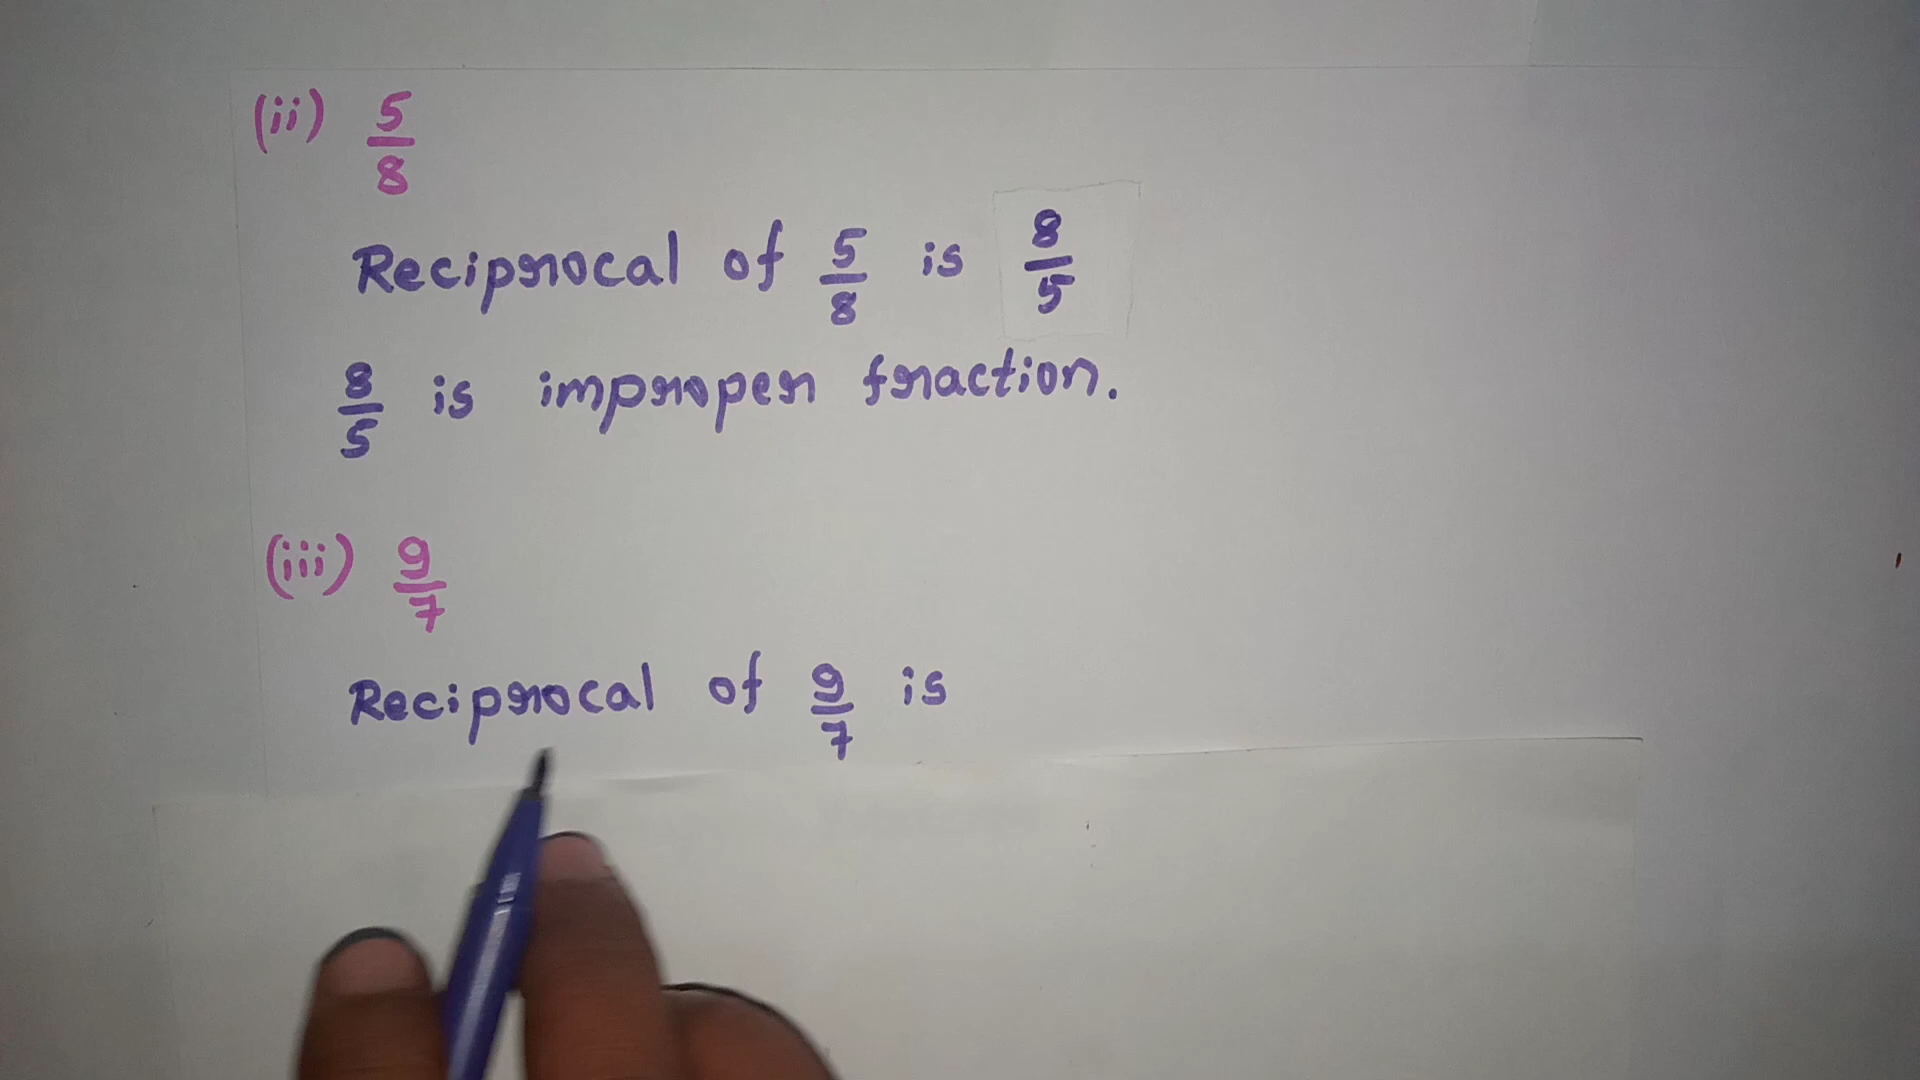 (ii) 5/8
Reciprocal of 5/8 is 8/5
8/5 is improper fraction.
(iii) 9/7
Reciprocal of 9/7 is